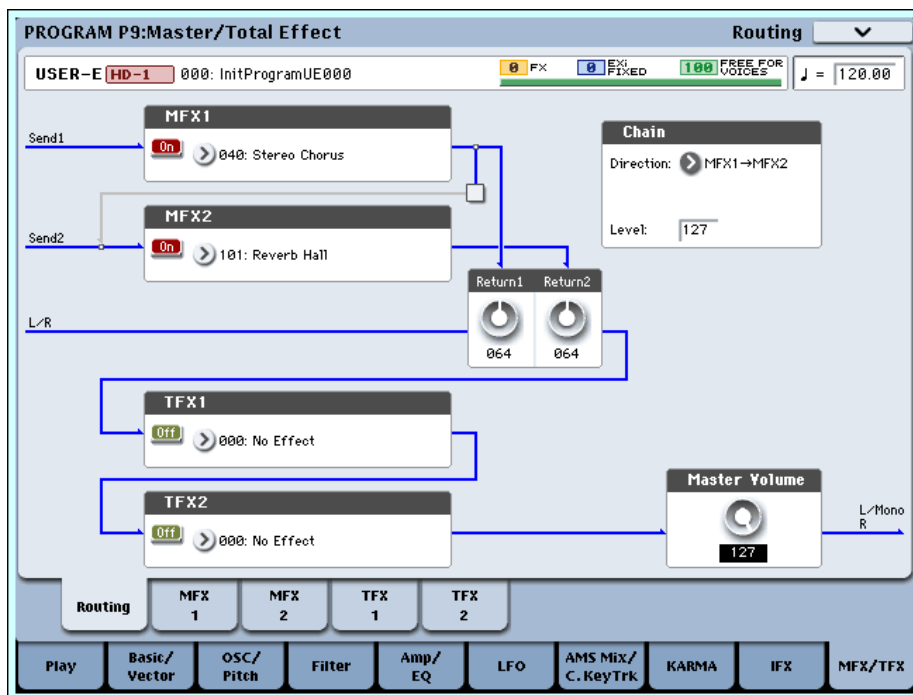 PROGRAM P9:Master/Total Effect
Routing
USER-E HD-1 000: InitProgramUE000
0 FX
0 EXi FIXED
100 FREE FOR VOICES
♩ = 120.00
MFX1
Send1
On
040: Stereo Chorus
Chain
Direction: MFX1→MFX2
Level: 127
MFX2
Send2
On
101: Reverb Hall
Return1 Return2
L/R
064 064
TFX1
Off
000: No Effect
TFX2
Off
000: No Effect
Master Volume
127
L/Mono
R
Routing
MFX 1
MFX 2
TFX 1
TFX 2
Play
Basic/ Vector
OSC/ Pitch
Filter
Amp/ EQ
LFO
AMS Mix/ C.KeyTrk
KARMA
IFX
MFX/TFX